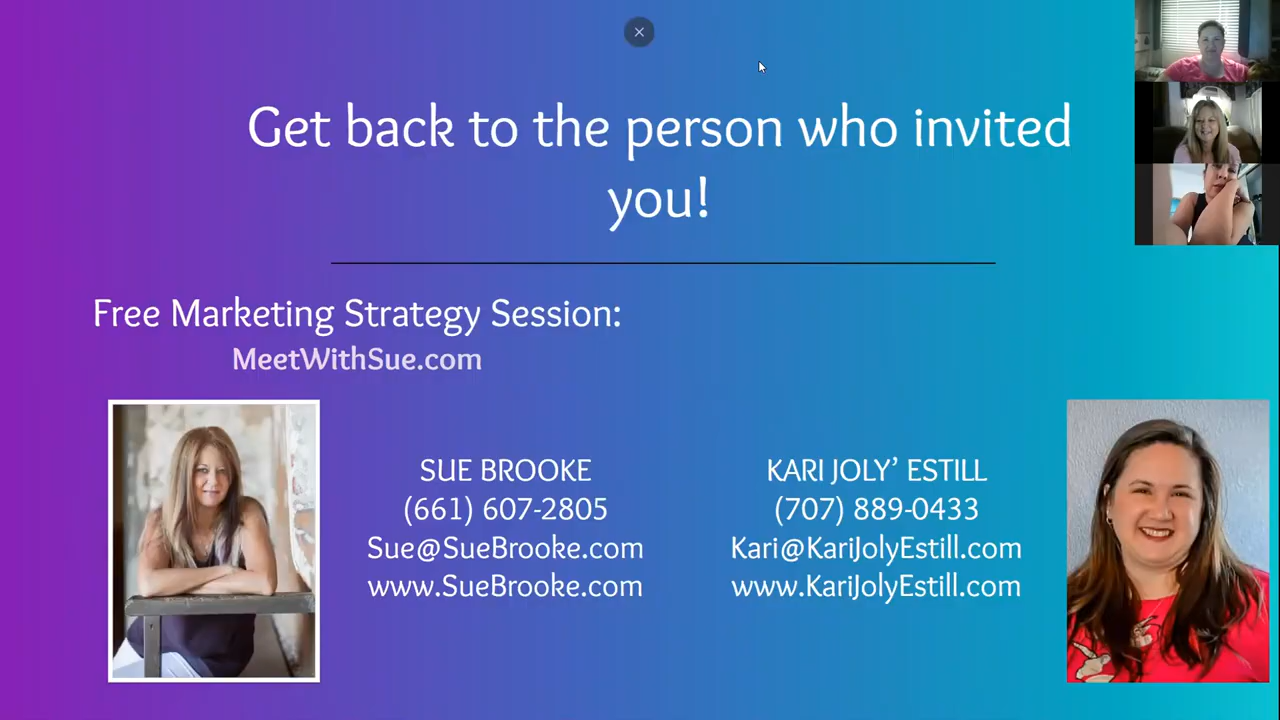 Get back to the person who invited
you!
Free Marketing Strategy Session:
MeetWithSue.com
SUE BROOKE
(661) 607-2805
Sue@SueBrooke.com
www.SueBrooke.com
KARI JOLY’ ESTILL
(707) 889-0433
Kari@KariJolyEstill.com
www.KariJolyEstill.com